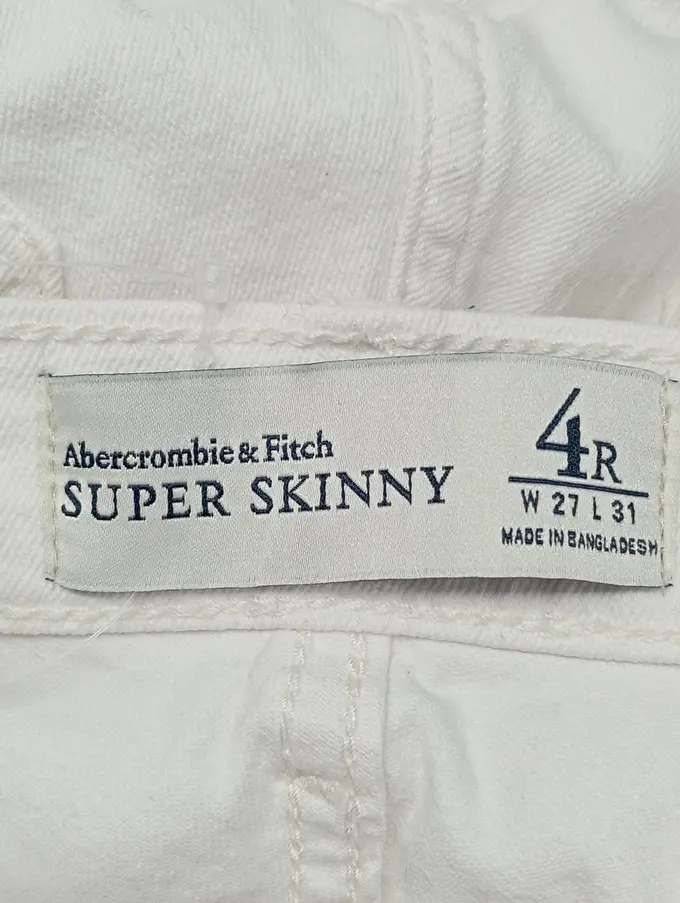 Abercrombie & Fitch
SUPER SKINNY
4R
W 27 L 31
MADE IN BANGLADESH